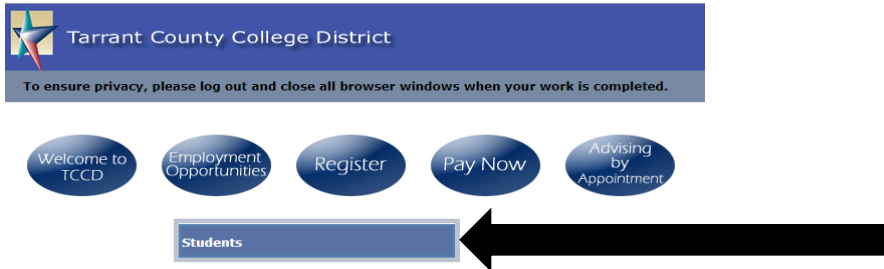 Tarrant County College District
To ensure privacy, please log out and close all browser windows when your work is completed.
Welcome to
TCCD
Employment
Opportunities
Register
Pay Now
Advising
by
Appointment
Students